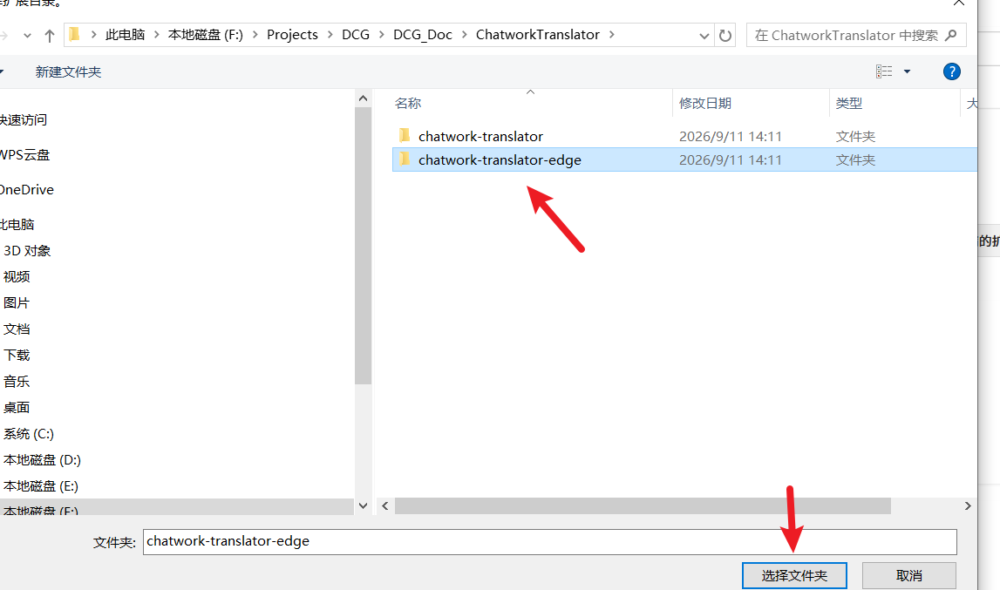 扩展目录。
此电脑 > 本地磁盘 (F:) > Projects > DCG > DCG_Doc > ChatworkTranslator >
在 ChatworkTranslator 中搜索
新建文件夹
?
名称 修改日期 类型 大
chatwork-translator 2026/9/11 14:11 文件夹
chatwork-translator-edge 2026/9/11 14:11 文件夹
快速访问
WPS云盘
OneDrive
此电脑
3D 对象
视频
图片
文档
下载
音乐
桌面
系统 (C:)
本地磁盘 (D:)
本地磁盘 (E:)
本地磁盘 (F:)
的扩
文件夹: chatwork-translator-edge
选择文件夹 取消